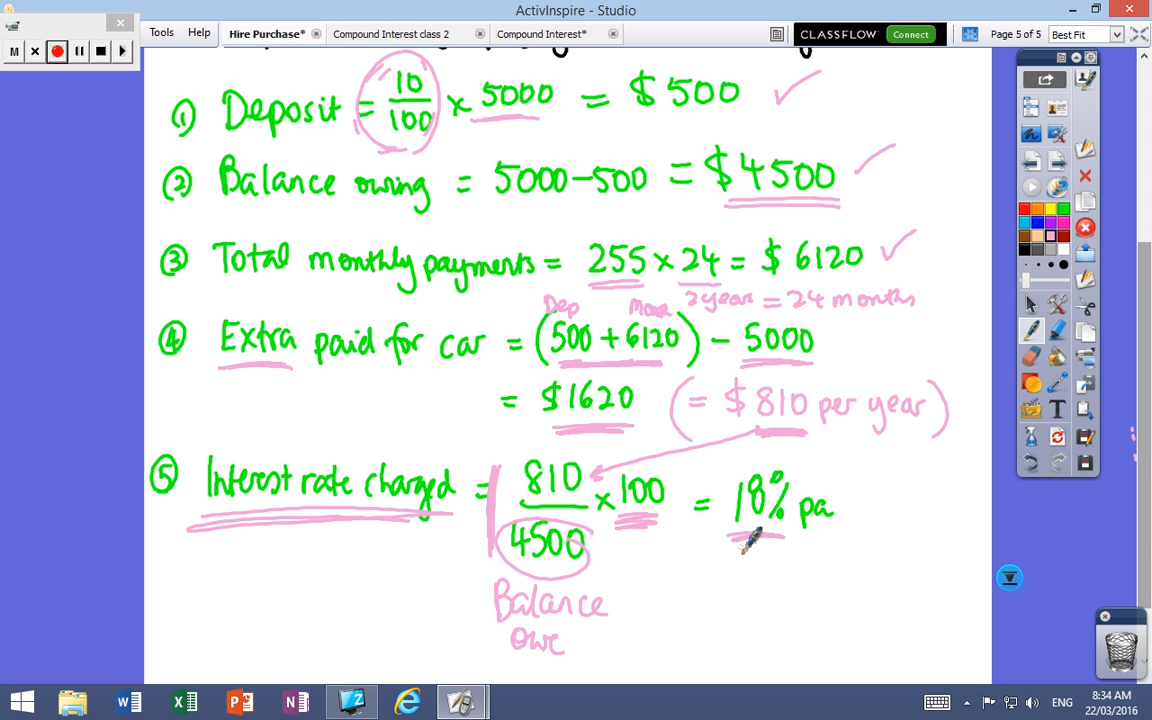 ActivInspire - Studio
Tools Help Hire Purchase* Compound Interest class 2 Compound Interest* CLASSFLOW Connect Page 5 of 5 Best Fit
M
① Deposit = 10/100 × 5000 = $500 ✓
② Balance owing = 5000-500 = $4500 ✓
③ Total monthly payments = 255 × 24 = $6120 ✓
2 years = 24 months
Dep
④ Extra paid for car = (500 + 6120) - 5000
= $1620 (= $810 per year)
⑤ Interest rate charged = 810/4500 × 100 = 18% pa
Balance
owe
T
W X P N Z e ENG 8:34 AM
22/03/2016